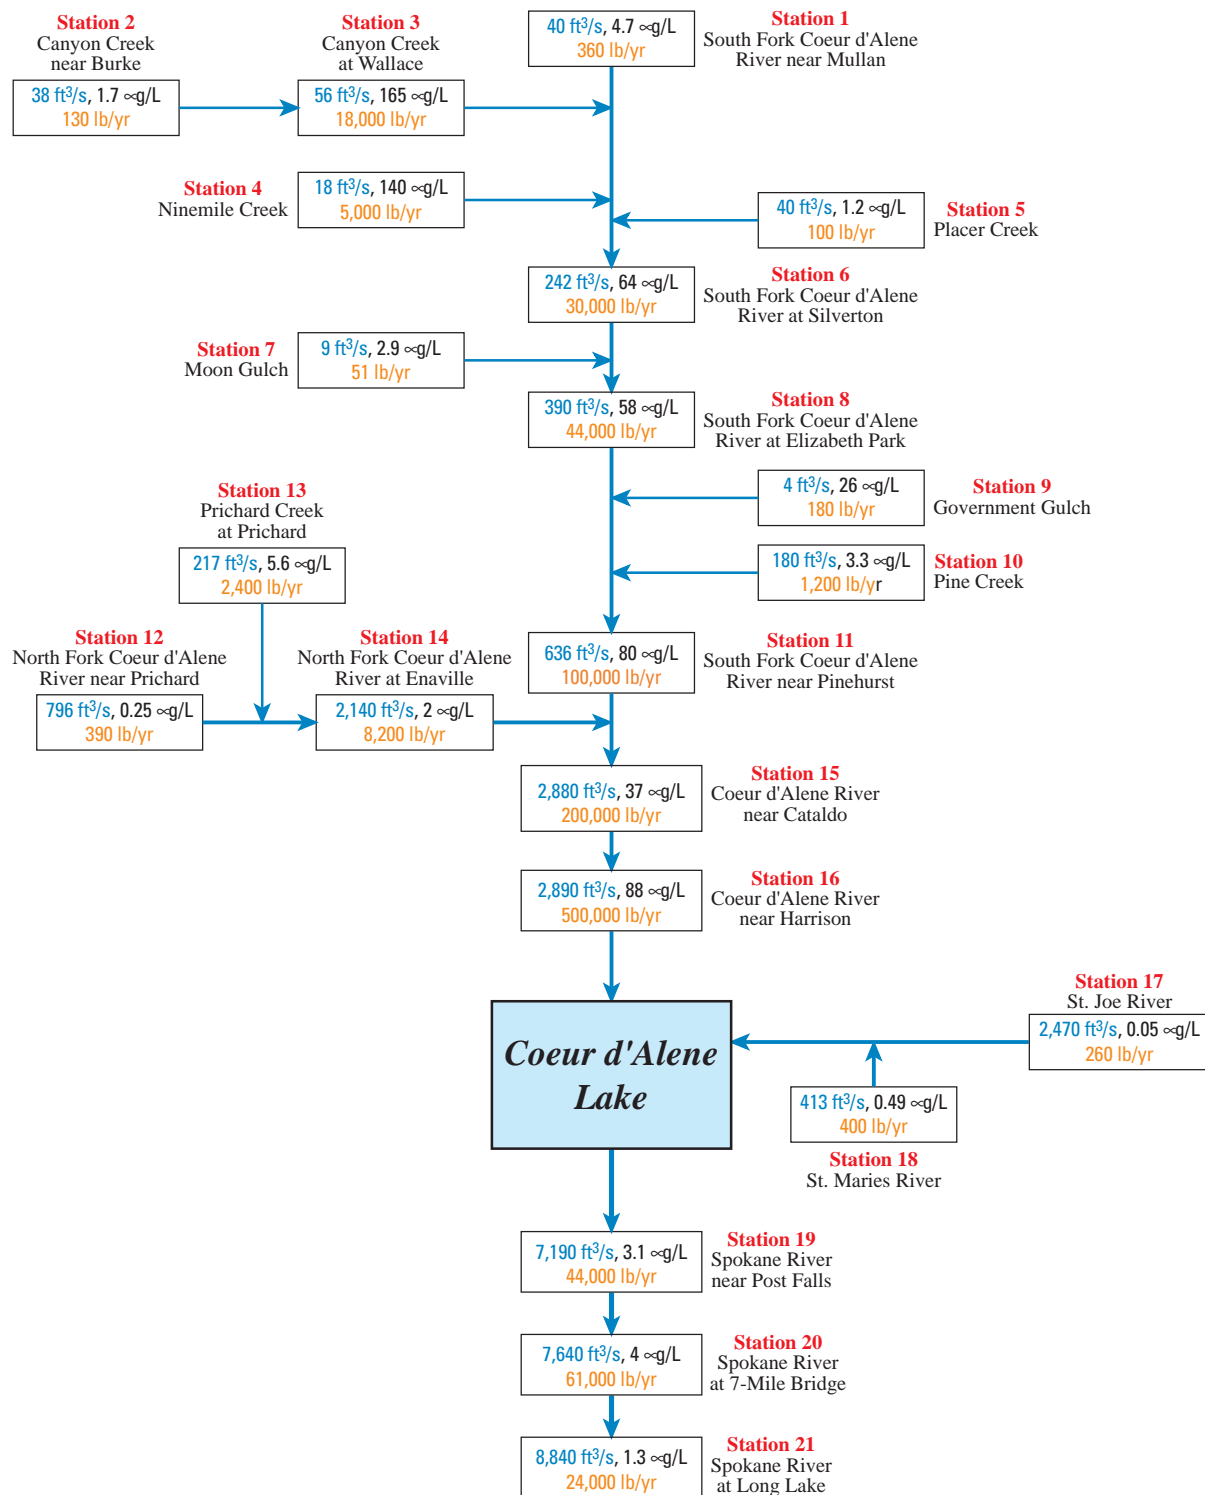 Station 2
Canyon Creek
near Burke
38 ft³/s, 1.7 ∝g/L
130 lb/yr
Station 3
Canyon Creek
at Wallace
56 ft³/s, 165 ∝g/L
18,000 lb/yr
40 ft³/s, 4.7 ∝g/L
360 lb/yr
Station 1
South Fork Coeur d'Alene
River near Mullan
Station 4
Ninemile Creek
18 ft³/s, 140 ∝g/L
5,000 lb/yr
40 ft³/s, 1.2 ∝g/L
100 lb/yr
Station 5
Placer Creek
242 ft³/s, 64 ∝g/L
30,000 lb/yr
Station 6
South Fork Coeur d'Alene
River at Silverton
Station 7
Moon Gulch
9 ft³/s, 2.9 ∝g/L
51 lb/yr
390 ft³/s, 58 ∝g/L
44,000 lb/yr
Station 8
South Fork Coeur d'Alene
River at Elizabeth Park
4 ft³/s, 26 ∝g/L
180 lb/yr
Station 9
Government Gulch
Station 13
Prichard Creek
at Prichard
217 ft³/s, 5.6 ∝g/L
2,400 lb/yr
180 ft³/s, 3.3 ∝g/L
1,200 lb/yr
Station 10
Pine Creek
Station 12
North Fork Coeur d'Alene
River near Prichard
796 ft³/s, 0.25 ∝g/L
390 lb/yr
Station 14
North Fork Coeur d'Alene
River at Enaville
2,140 ft³/s, 2 ∝g/L
8,200 lb/yr
636 ft³/s, 80 ∝g/L
100,000 lb/yr
Station 11
South Fork Coeur d'Alene
River near Pinehurst
2,880 ft³/s, 37 ∝g/L
200,000 lb/yr
Station 15
Coeur d'Alene River
near Cataldo
2,890 ft³/s, 88 ∝g/L
500,000 lb/yr
Station 16
Coeur d'Alene River
near Harrison
Coeur d'Alene
Lake
Station 17
St. Joe River
2,470 ft³/s, 0.05 ∝g/L
260 lb/yr
413 ft³/s, 0.49 ∝g/L
400 lb/yr
Station 18
St. Maries River
7,190 ft³/s, 3.1 ∝g/L
44,000 lb/yr
Station 19
Spokane River
near Post Falls
7,640 ft³/s, 4 ∝g/L
61,000 lb/yr
Station 20
Spokane River
at 7-Mile Bridge
8,840 ft³/s, 1.3 ∝g/L
24,000 lb/yr
Station 21
Spokane River
at Long Lake